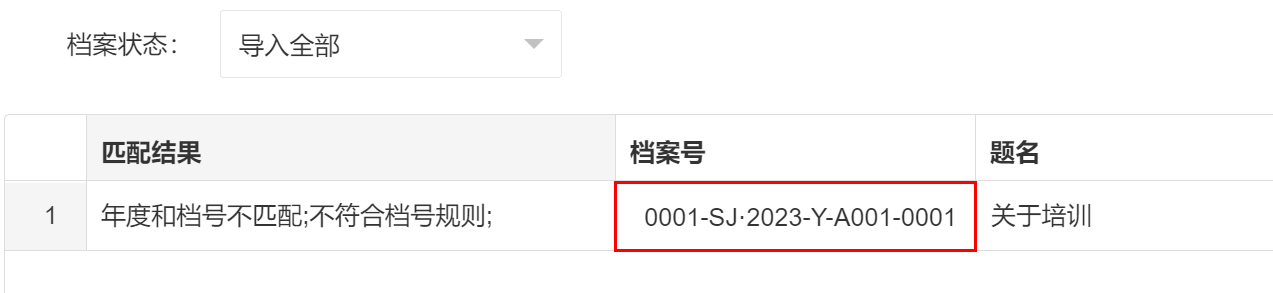 档案状态：
导入全部
匹配结果 档案号 题名
1 年度和档号不匹配;不符合档号规则; 0001-SJ·2023-Y-A001-0001 关于培训